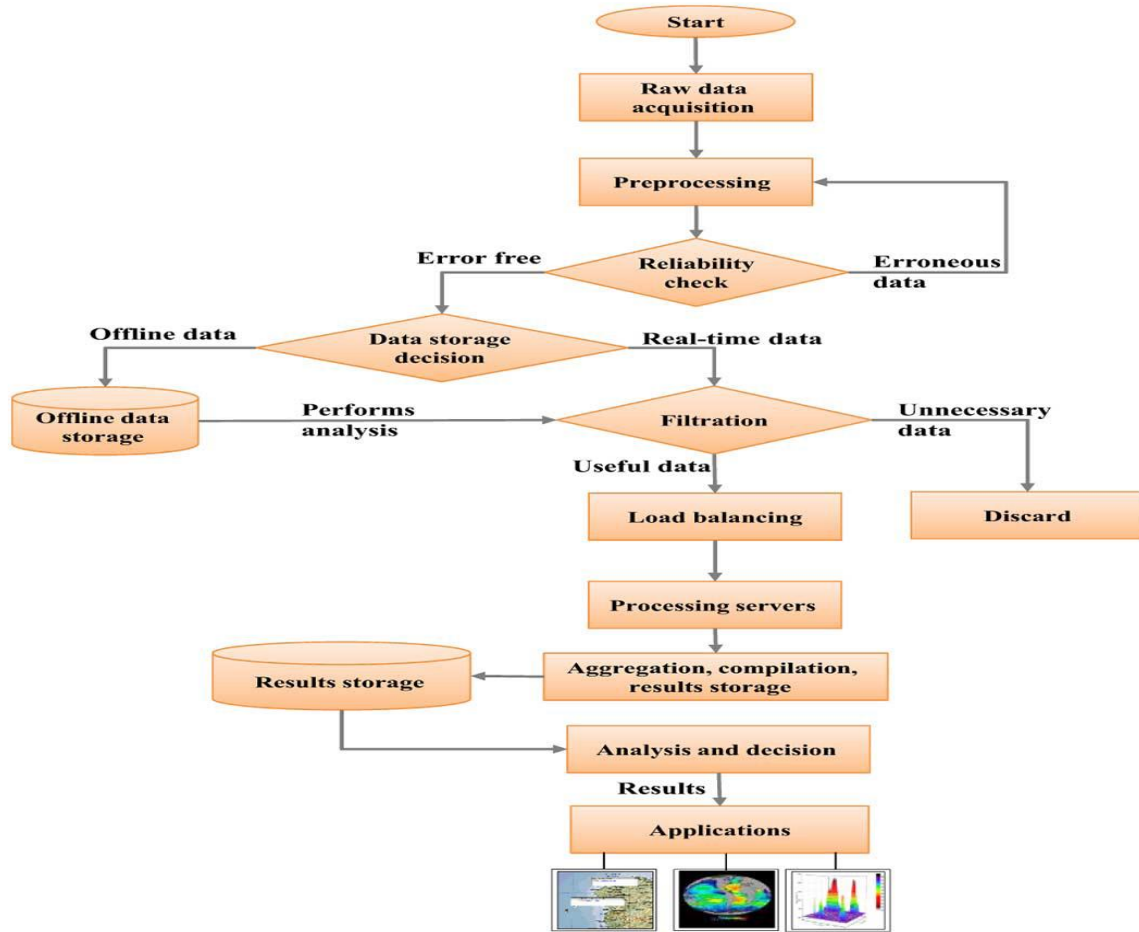 Start
Raw data
acquisition
Preprocessing
Error free
Reliability
check
Erroneous
data
Offline data
Data storage
decision
Real-time data
Offline data
storage
Performs
analysis
Filtration
Unnecessary
data
Useful data
Load balancing
Discard
Processing servers
Results storage
Aggregation, compilation,
results storage
Analysis and decision
Results
Applications